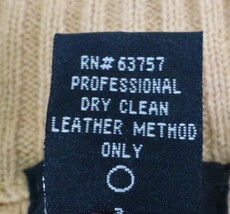 RN# 63757
PROFESSIONAL
DRY CLEAN
LEATHER METHOD
ONLY